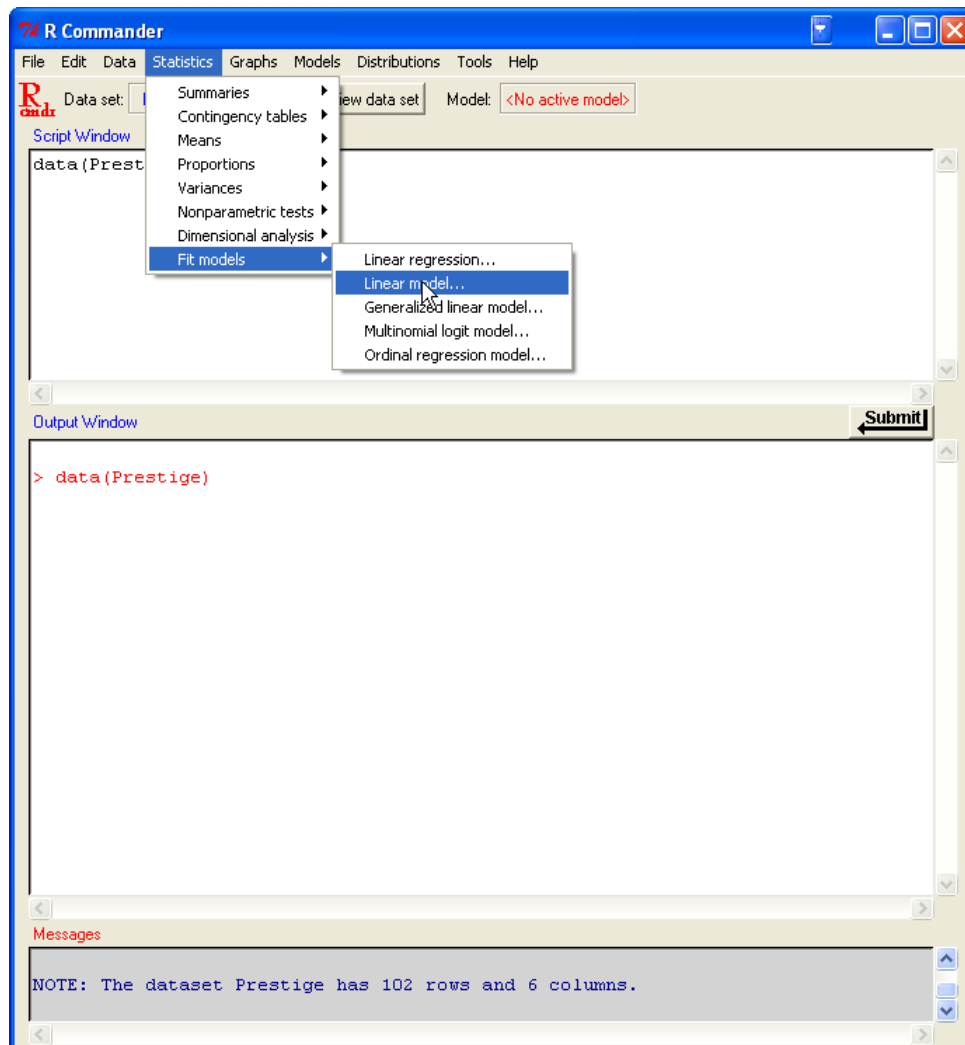 R Commander
File Edit Data Statistics Graphs Models Distributions Tools Help
R cmdr Data set: iew data set Model: <No active model>
Summaries
Contingency tables
Means
Proportions
Variances
Nonparametric tests
Dimensional analysis
Fit models
Linear regression...
Linear model...
Generalized linear model...
Multinomial logit model...
Ordinal regression model...
Script Window
data(Prest
Output Window
Submit
> data(Prestige)
Messages
NOTE: The dataset Prestige has 102 rows and 6 columns.